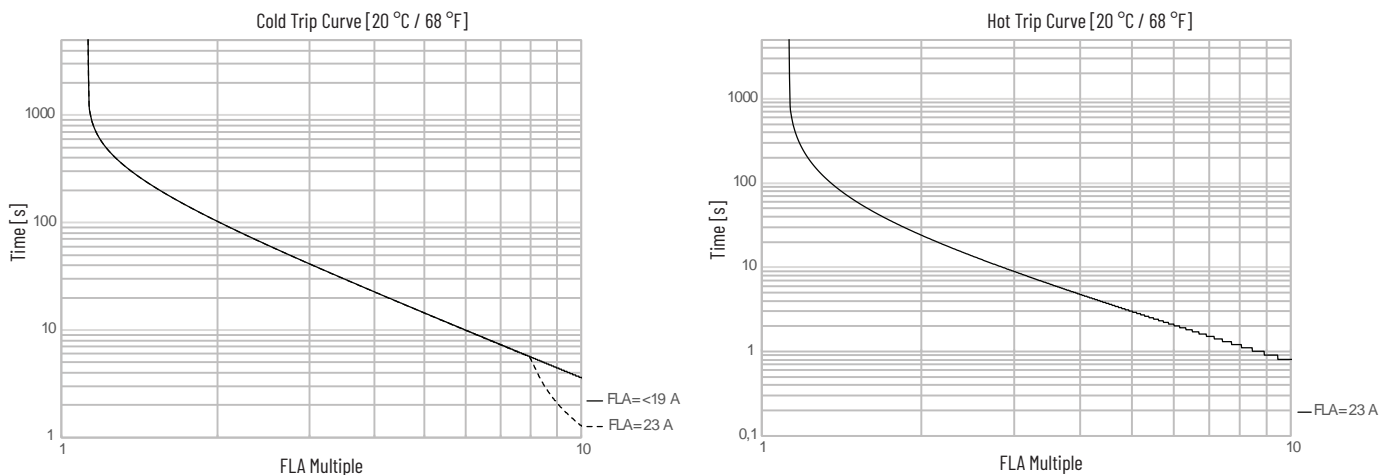 Cold Trip Curve [20 °C / 68 °F]
1000
100
10
1
Time [s]
1
10
FLA Multiple
FLA=<19 A
FLA=23 A
Hot Trip Curve [20 °C / 68 °F]
1000
100
10
1
0,1
Time [s]
1
10
FLA Multiple
FLA=23 A